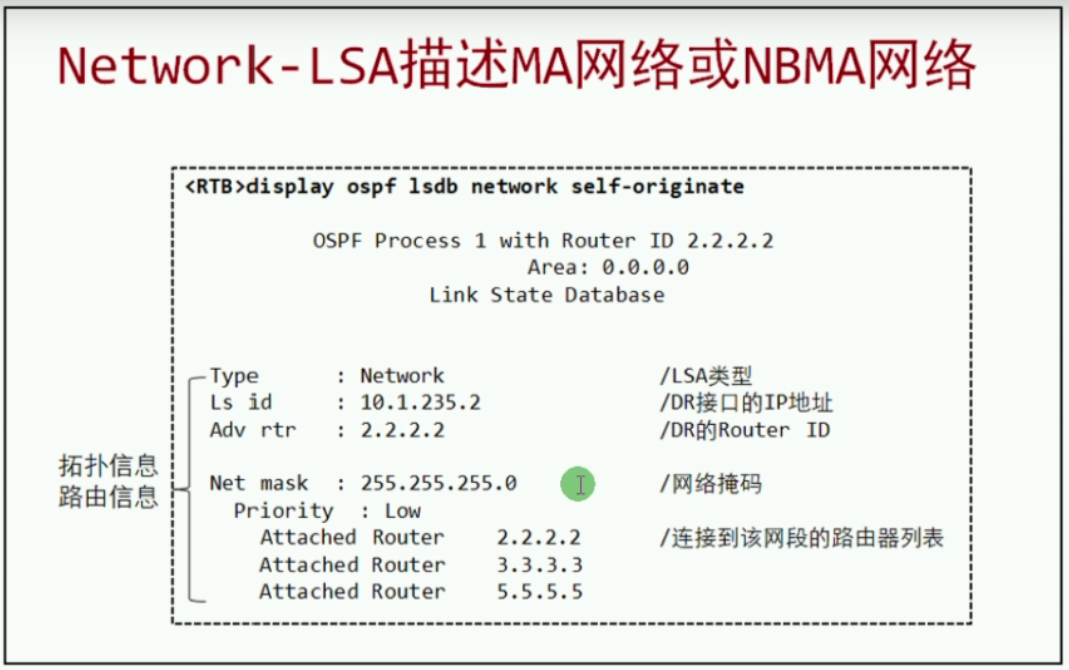 Network-LSA描述MA网络或NBMA网络
<RTB>display ospf lsdb network self-originate
OSPF Process 1 with Router ID 2.2.2.2
Area: 0.0.0.0
Link State Database
Type : Network /LSA类型
Ls id : 10.1.235.2 /DR接口的IP地址
Adv rtr : 2.2.2.2 /DR的Router ID
拓扑信息
路由信息
Net mask : 255.255.255.0 /网络掩码
Priority : Low
Attached Router 2.2.2.2 /连接到该网段的路由器列表
Attached Router 3.3.3.3
Attached Router 5.5.5.5